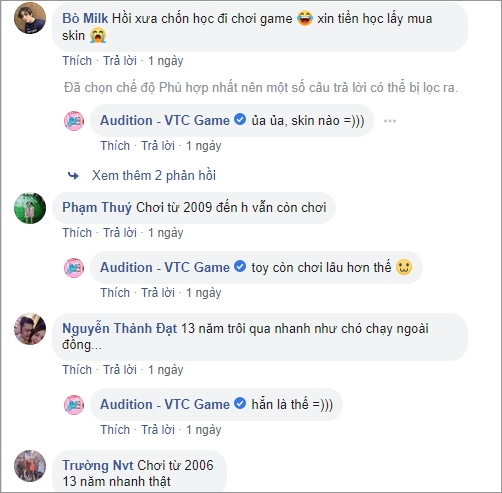 Bò Milk Hồi xưa chốn học đi chơi game 😂 xin tiền học lấy mua
skin 😭
Thích · Trả lời · 1 ngày
Đã chọn chế độ Phù hợp nhất nên một số câu trả lời có thể bị lọc ra.
Audition - VTC Game ủa ủa, skin nào =)))
Thích · Trả lời · 1 ngày
Xem thêm 2 phản hồi
Phạm Thuý Chơi từ 2009 đến h vẫn còn chơi
Thích · Trả lời · 1 ngày
Audition - VTC Game toy còn chơi lâu hơn thế
Thích · Trả lời · 1 ngày
Nguyễn Thành Đạt 13 năm trôi qua nhanh như chó chạy ngoài
đồng...
Thích · Trả lời · 1 ngày
Audition - VTC Game hẳn là thế =)))
Thích · Trả lời · 1 ngày
Trường Nvt Chơi từ 2006
13 năm nhanh thật